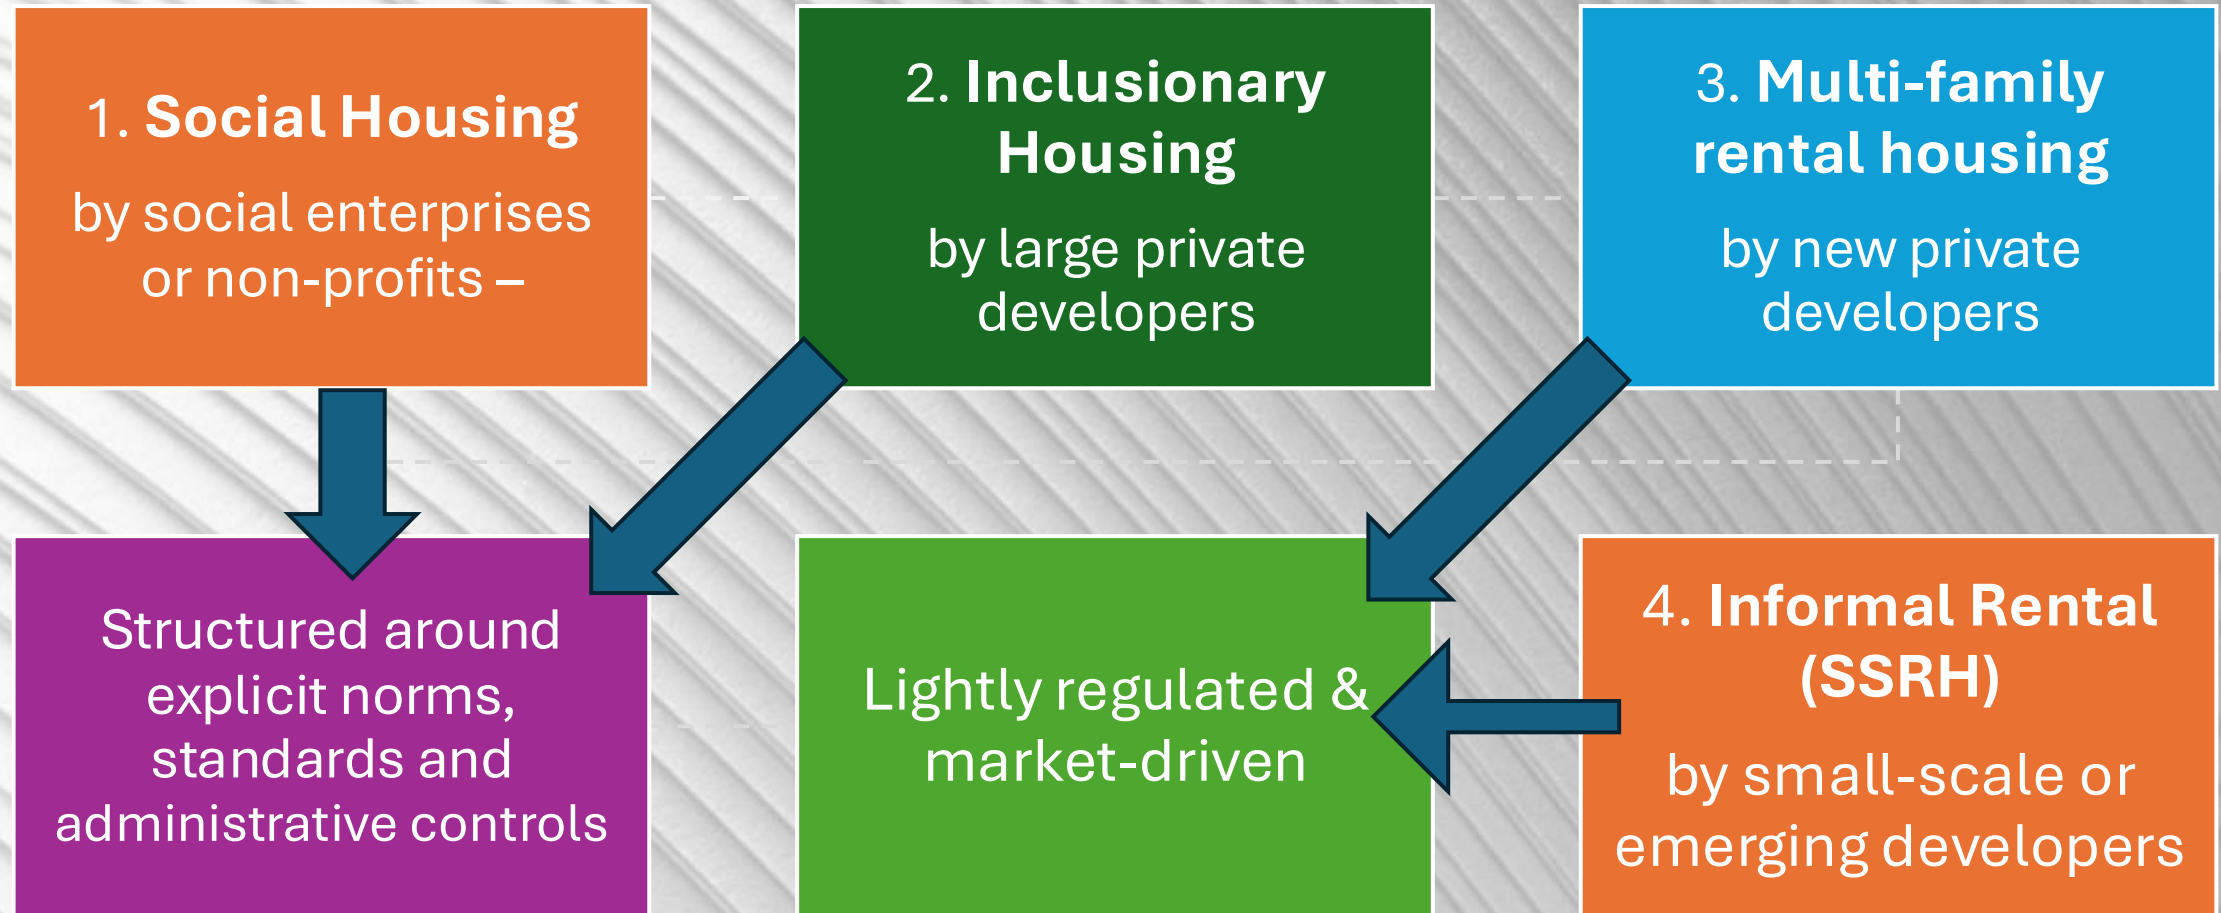 1. Social Housing
by social enterprises
or non-profits –
2. Inclusionary
Housing
by large private
developers
3. Multi-family
rental housing
by new private
developers
Structured around
explicit norms,
standards and
administrative controls
Lightly regulated &
market-driven
4. Informal Rental
(SSRH)
by small-scale or
emerging developers